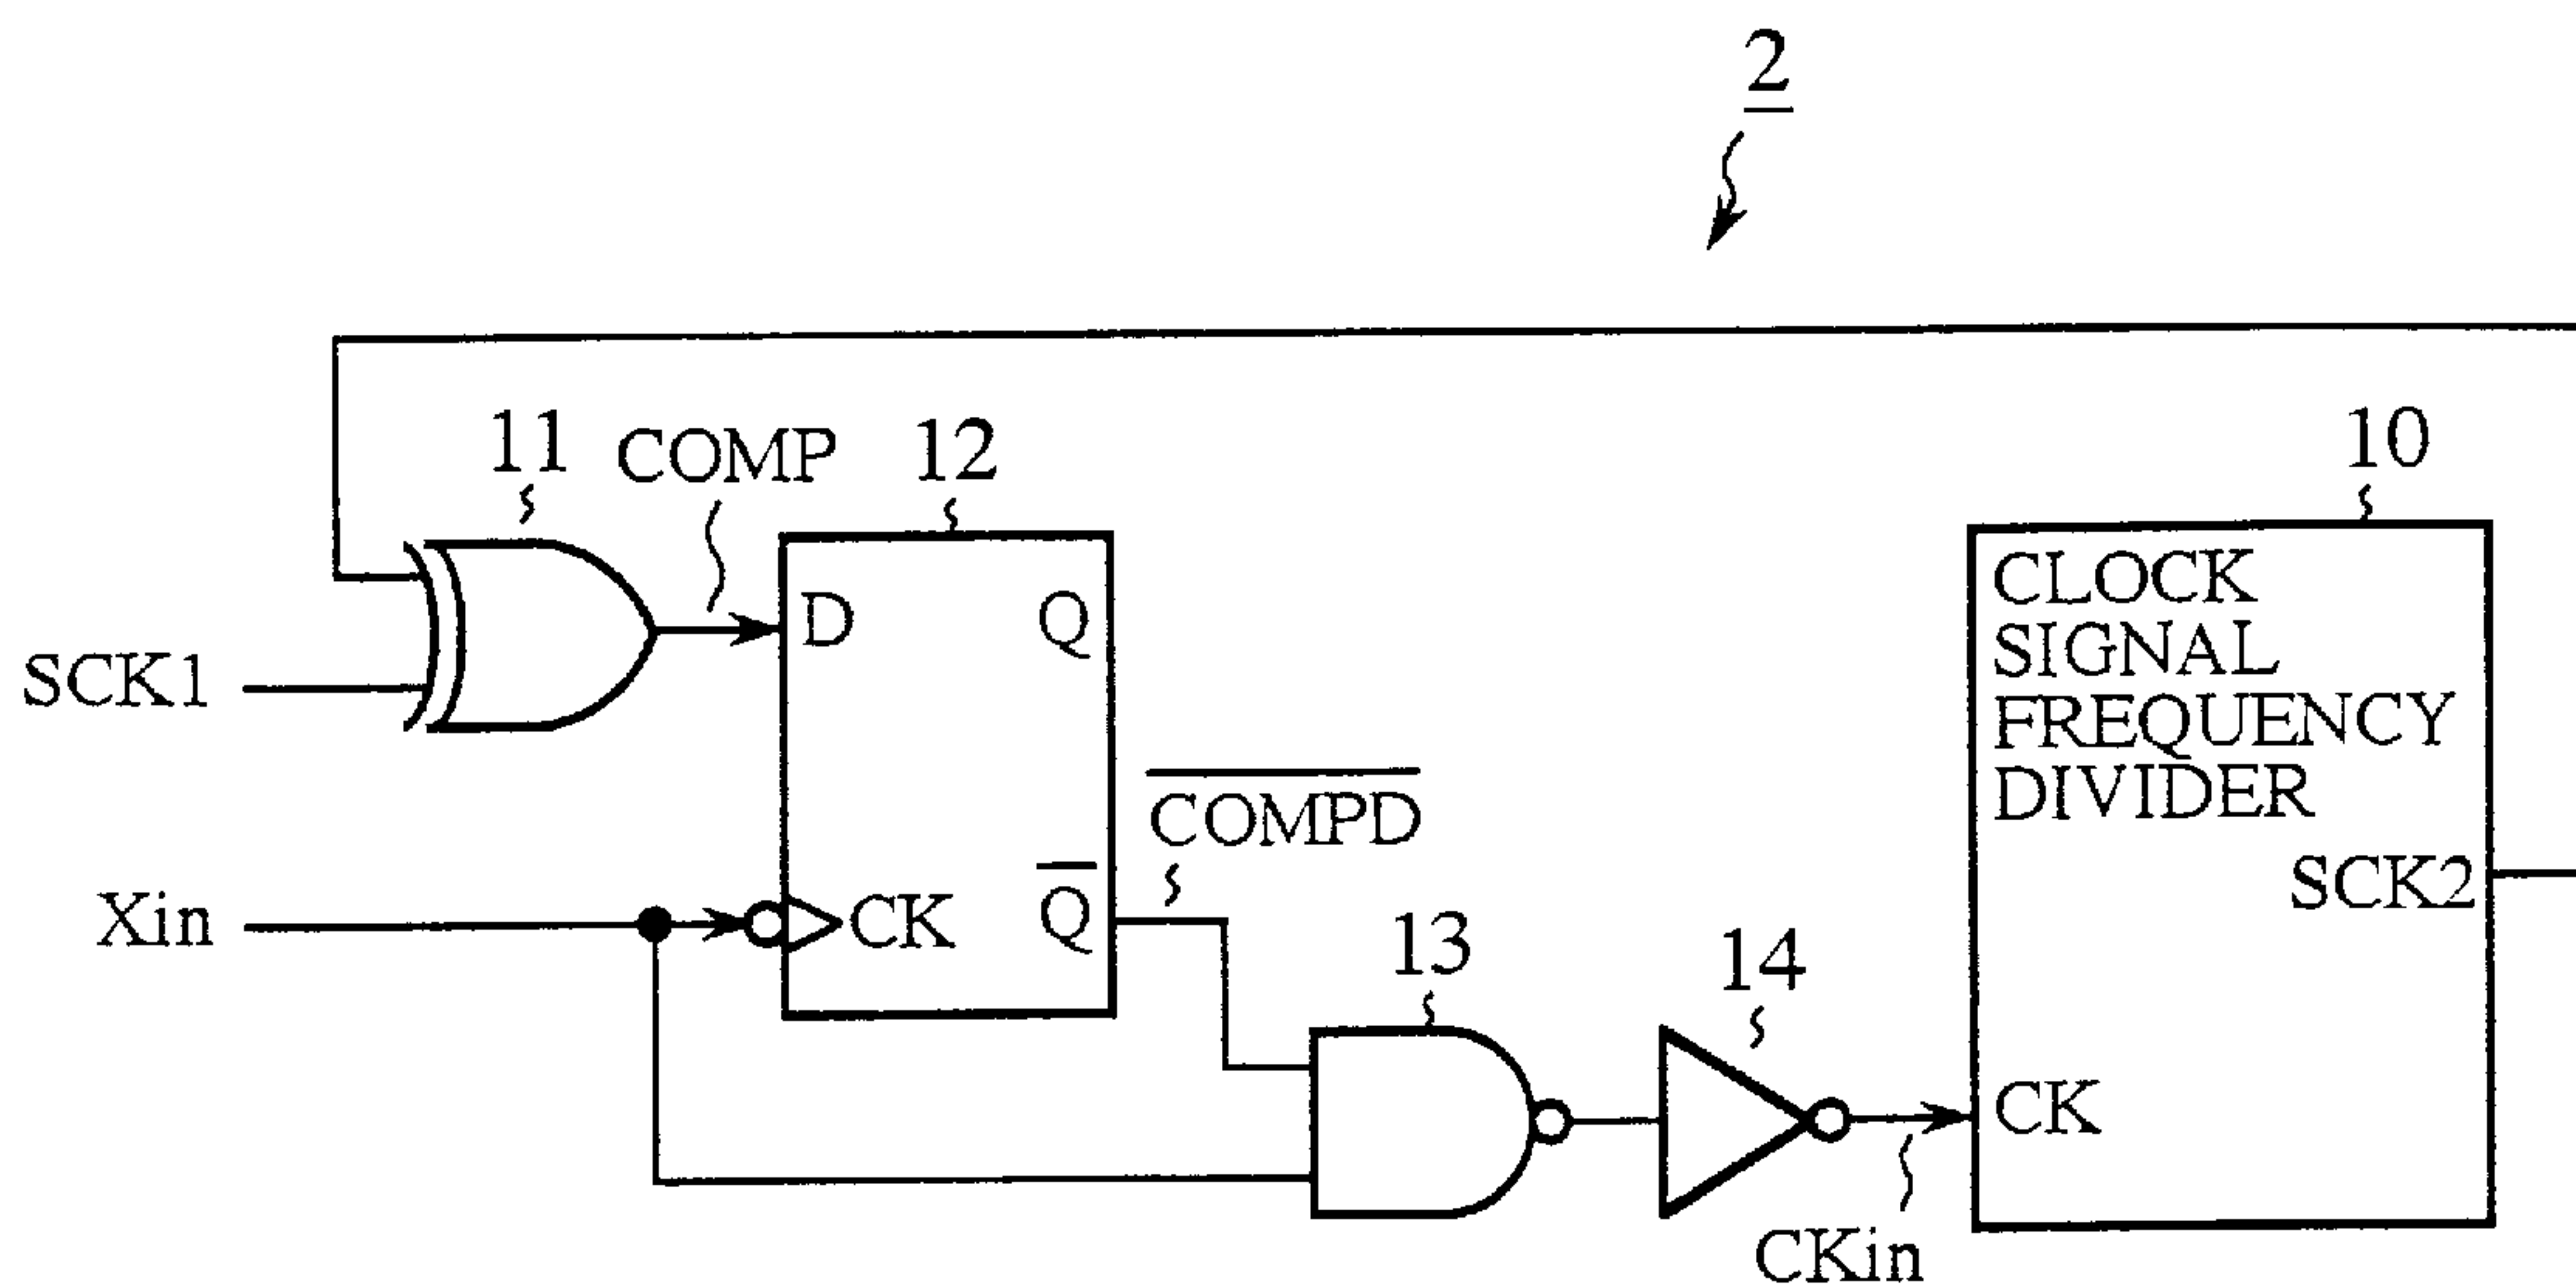 2
11
COMP
12
10
D
Q
CLOCK
SIGNAL
FREQUENCY
DIVIDER
SCK1
COMPD
SCK2
Xin
CK
Q
13
14
CK
CKin